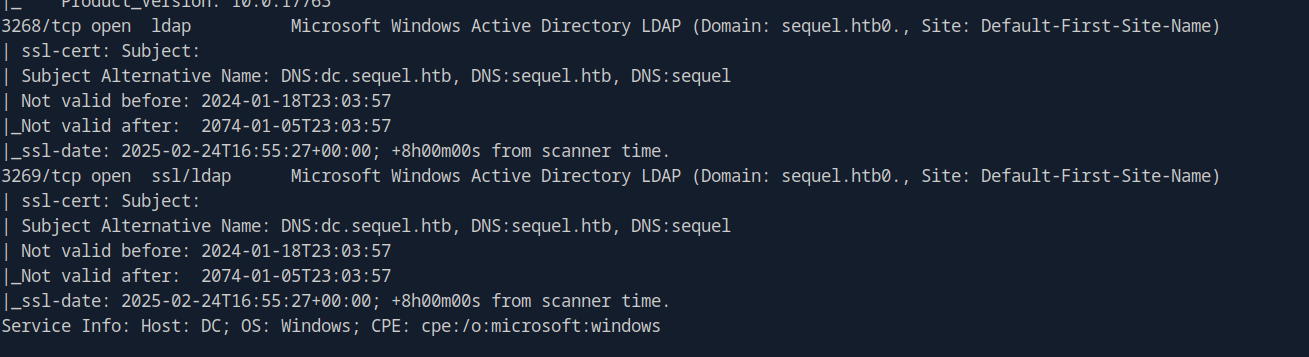 |_    Product_Version: 10.0.17763
3268/tcp open  ldap          Microsoft Windows Active Directory LDAP (Domain: sequel.htb0., Site: Default-First-Site-Name)
| ssl-cert: Subject:
| Subject Alternative Name: DNS:dc.sequel.htb, DNS:sequel.htb, DNS:sequel
| Not valid before: 2024-01-18T23:03:57
|_Not valid after:  2074-01-05T23:03:57
|_ssl-date: 2025-02-24T16:55:27+00:00; +8h00m00s from scanner time.
3269/tcp open  ssl/ldap      Microsoft Windows Active Directory LDAP (Domain: sequel.htb0., Site: Default-First-Site-Name)
| ssl-cert: Subject:
| Subject Alternative Name: DNS:dc.sequel.htb, DNS:sequel.htb, DNS:sequel
| Not valid before: 2024-01-18T23:03:57
|_Not valid after:  2074-01-05T23:03:57
|_ssl-date: 2025-02-24T16:55:27+00:00; +8h00m00s from scanner time.
Service Info: Host: DC; OS: Windows; CPE: cpe:/o:microsoft:windows